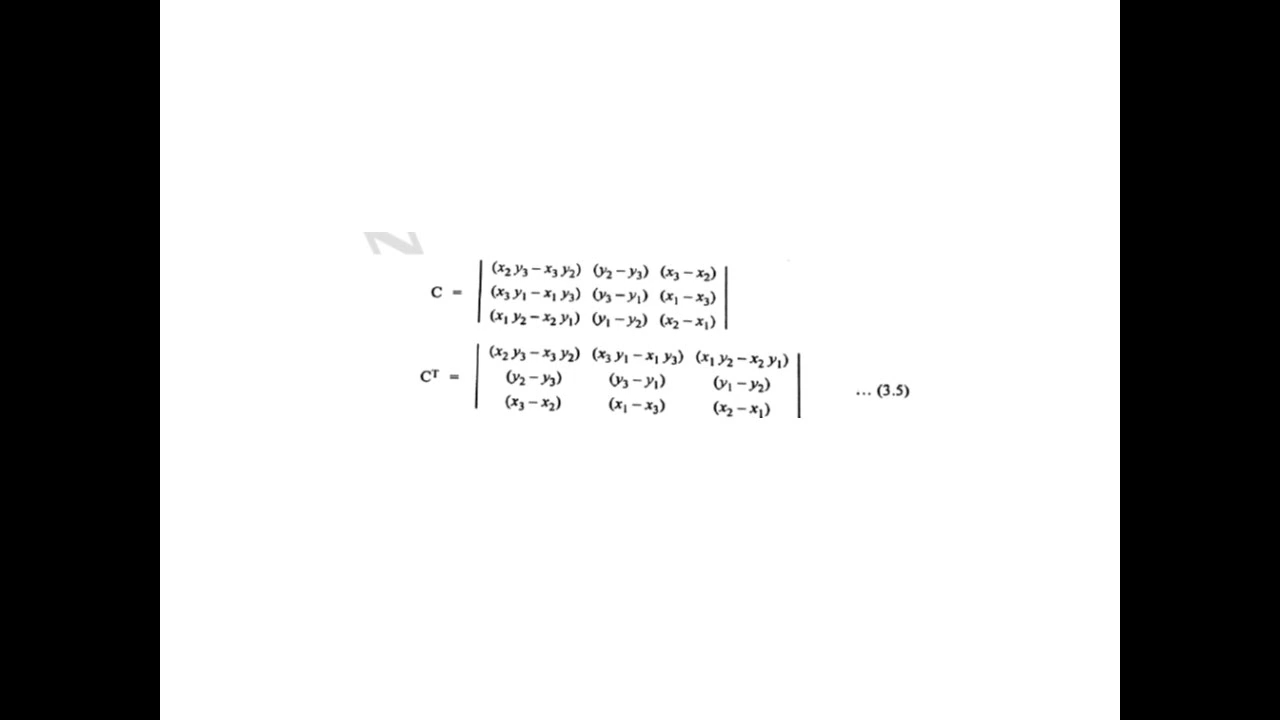 C = | (x₂ y₃ – x₃ y₂) (y₂ – y₃) (x₃ – x₂) |
| (x₃ y₁ – x₁ y₃) (y₃ – y₁) (x₁ – x₃) |
| (x₁ y₂ – x₂ y₁) (y₁ – y₂) (x₂ – x₁) |
Cᵀ = | (x₂ y₃ – x₃ y₂) (x₃ y₁ – x₁ y₃) (x₁ y₂ – x₂ y₁) |
| (y₂ – y₃) (y₃ – y₁) (y₁ – y₂) | ... (3.5)
| (x₃ – x₂) (x₁ – x₃) (x₂ – x₁) |